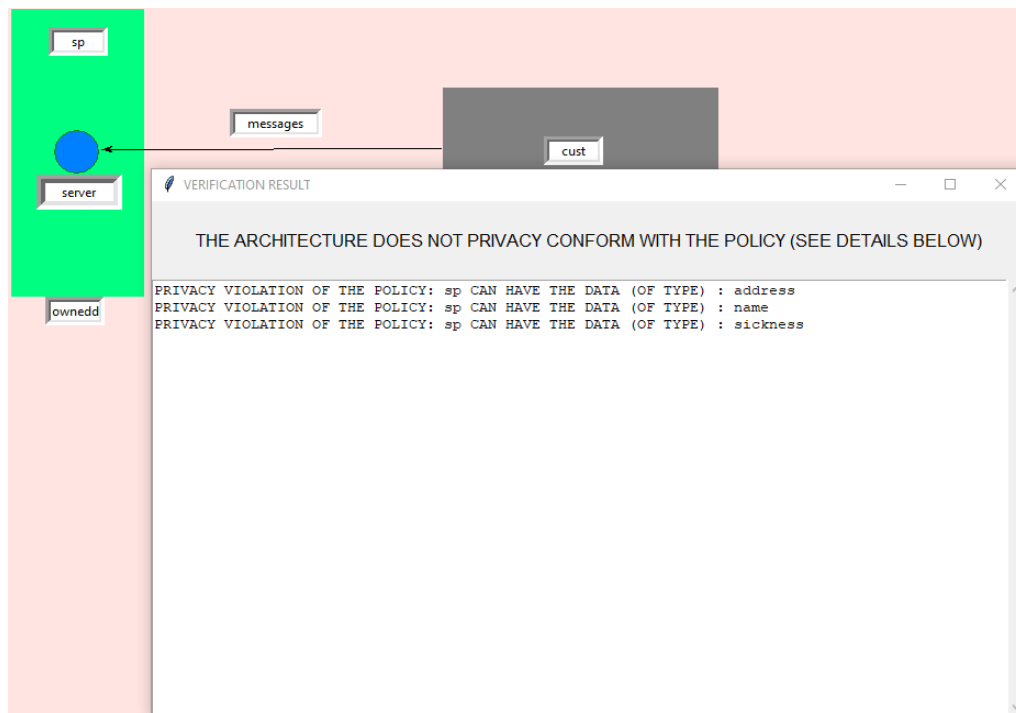 sp
messages
cust
server
VERIFICATION RESULT
THE ARCHITECTURE DOES NOT PRIVACY CONFORM WITH THE POLICY (SEE DETAILS BELOW)
PRIVACY VIOLATION OF THE POLICY: sp CAN HAVE THE DATA (OF TYPE) : address
ownedd
PRIVACY VIOLATION OF THE POLICY: sp CAN HAVE THE DATA (OF TYPE) : name
PRIVACY VIOLATION OF THE POLICY: sp CAN HAVE THE DATA (OF TYPE) : sickness